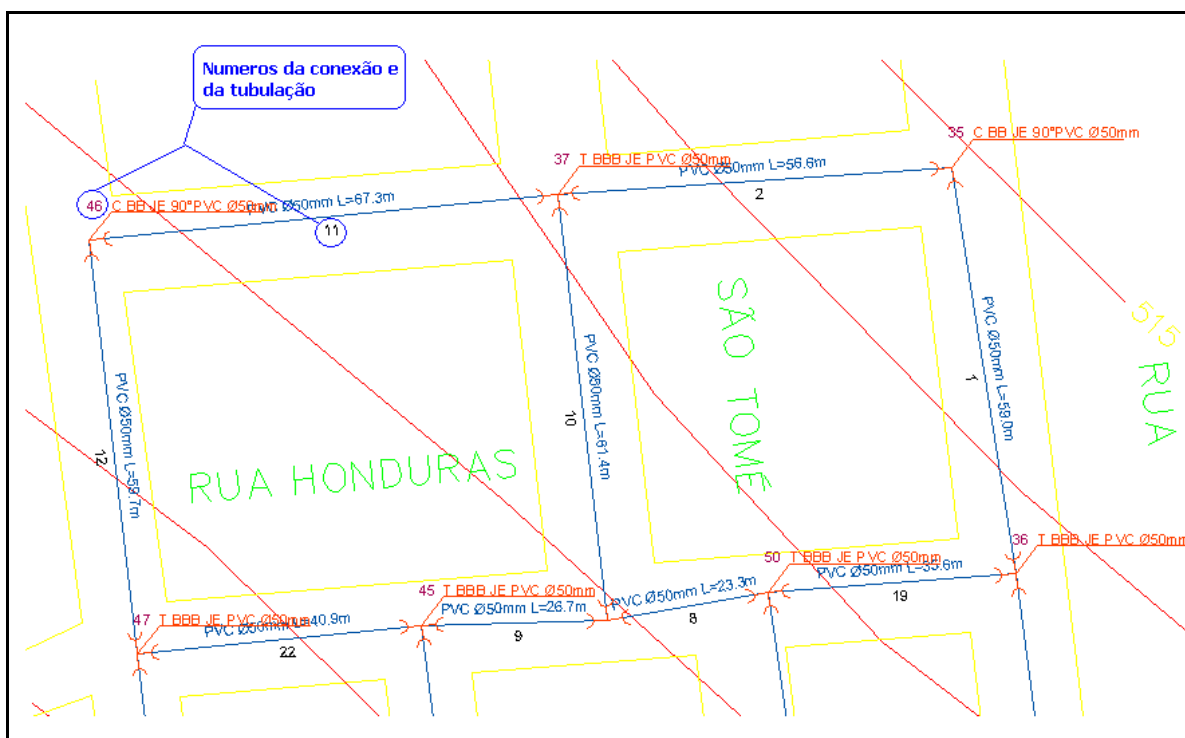 Numeros da conexão e
da tubulação
35
C BB JE 90°PVC Ø50mm
37
T BBB JE PVC Ø50mm
PVC Ø50mm L=56.6m
2
46
C BB JE 90°PVC Ø50mm
PVC Ø50mm L=67.3m
11
SÃO TOMÉ
515
RUA
PVC Ø50mm L=59.0m
1
PVC Ø50mm L=59.7m
12
10
RUA HONDURAS
36
T BBB JE PVC Ø50mm
50
T BBB JE PVC Ø50mm
PVC Ø50mm L=35.6m
19
45
T BBB JE PVC Ø50mm
PVC Ø50mm L=26.7m
9
PVC Ø50mm L=23.3m
8
47
T BBB JE PVC Ø50mm
PVC Ø50mm L=40.9m
22